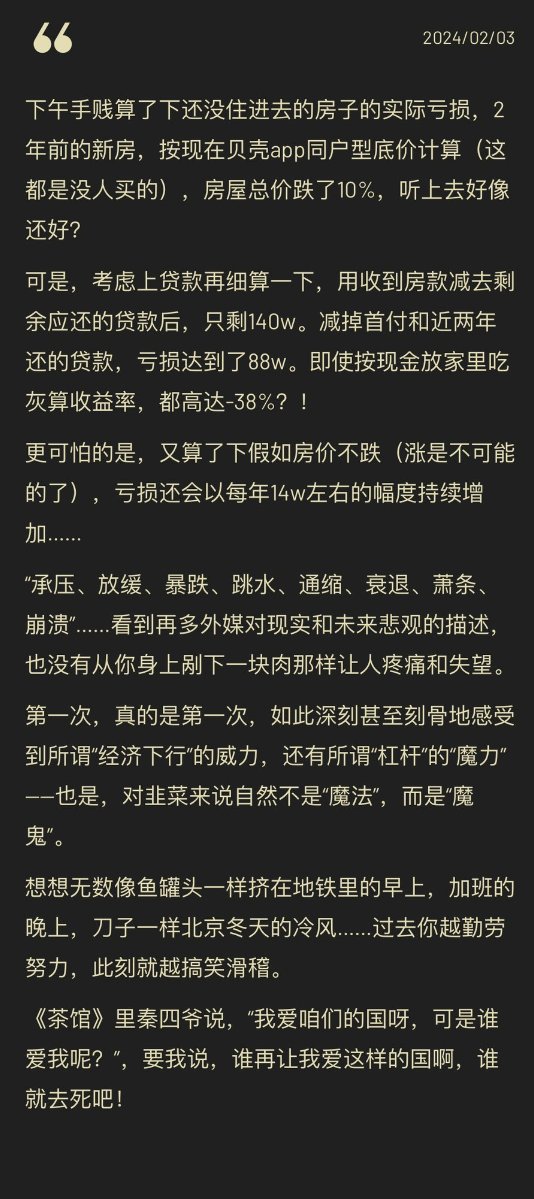 2024/02/03
下午手贱算了下还没住进去的房子的实际亏损，2
年前的新房，按现在贝壳app同户型底价计算（这
都是没人买的），房屋总价跌了10%，听上去好像
还好？
可是，考虑上贷款再细算一下，用收到房款减去剩
余应还的贷款后，只剩140w。减掉首付和近两年
还的贷款，亏损达到了88w。即使按现金放家里吃
灰算收益率，都高达-38%？！
更可怕的是，又算了下假如房价不跌（涨是不可能
的了），亏损还会以每年14w左右的幅度持续增
加……
“承压、放缓、暴跌、跳水、通缩、衰退、萧条、
崩溃”……看到再多外媒对现实和未来悲观的描述，
也没有从你身上剐下一块肉那样让人疼痛和失望。
第一次，真的是第一次，如此深刻甚至刻骨地感受
到所谓“经济下行”的威力，还有所谓“杠杆”的“魔力”
——也是，对韭菜来说自然不是“魔法”，而是“魔
鬼”。
想想无数像鱼罐头一样挤在地铁里的早上，加班的
晚上，刀子一样北京冬天的冷风……过去你越勤劳
努力，此刻就越搞笑滑稽。
《茶馆》里秦四爷说，“我爱咱们的国呀，可是谁
爱我呢？”，要我说，谁再让我爱这样的国啊，谁
就去死吧！